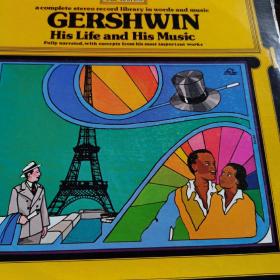 a complete stereo record library in words and music
GERSHWIN
His Life and His Music
Fully narrated, with excerpts from his most important works